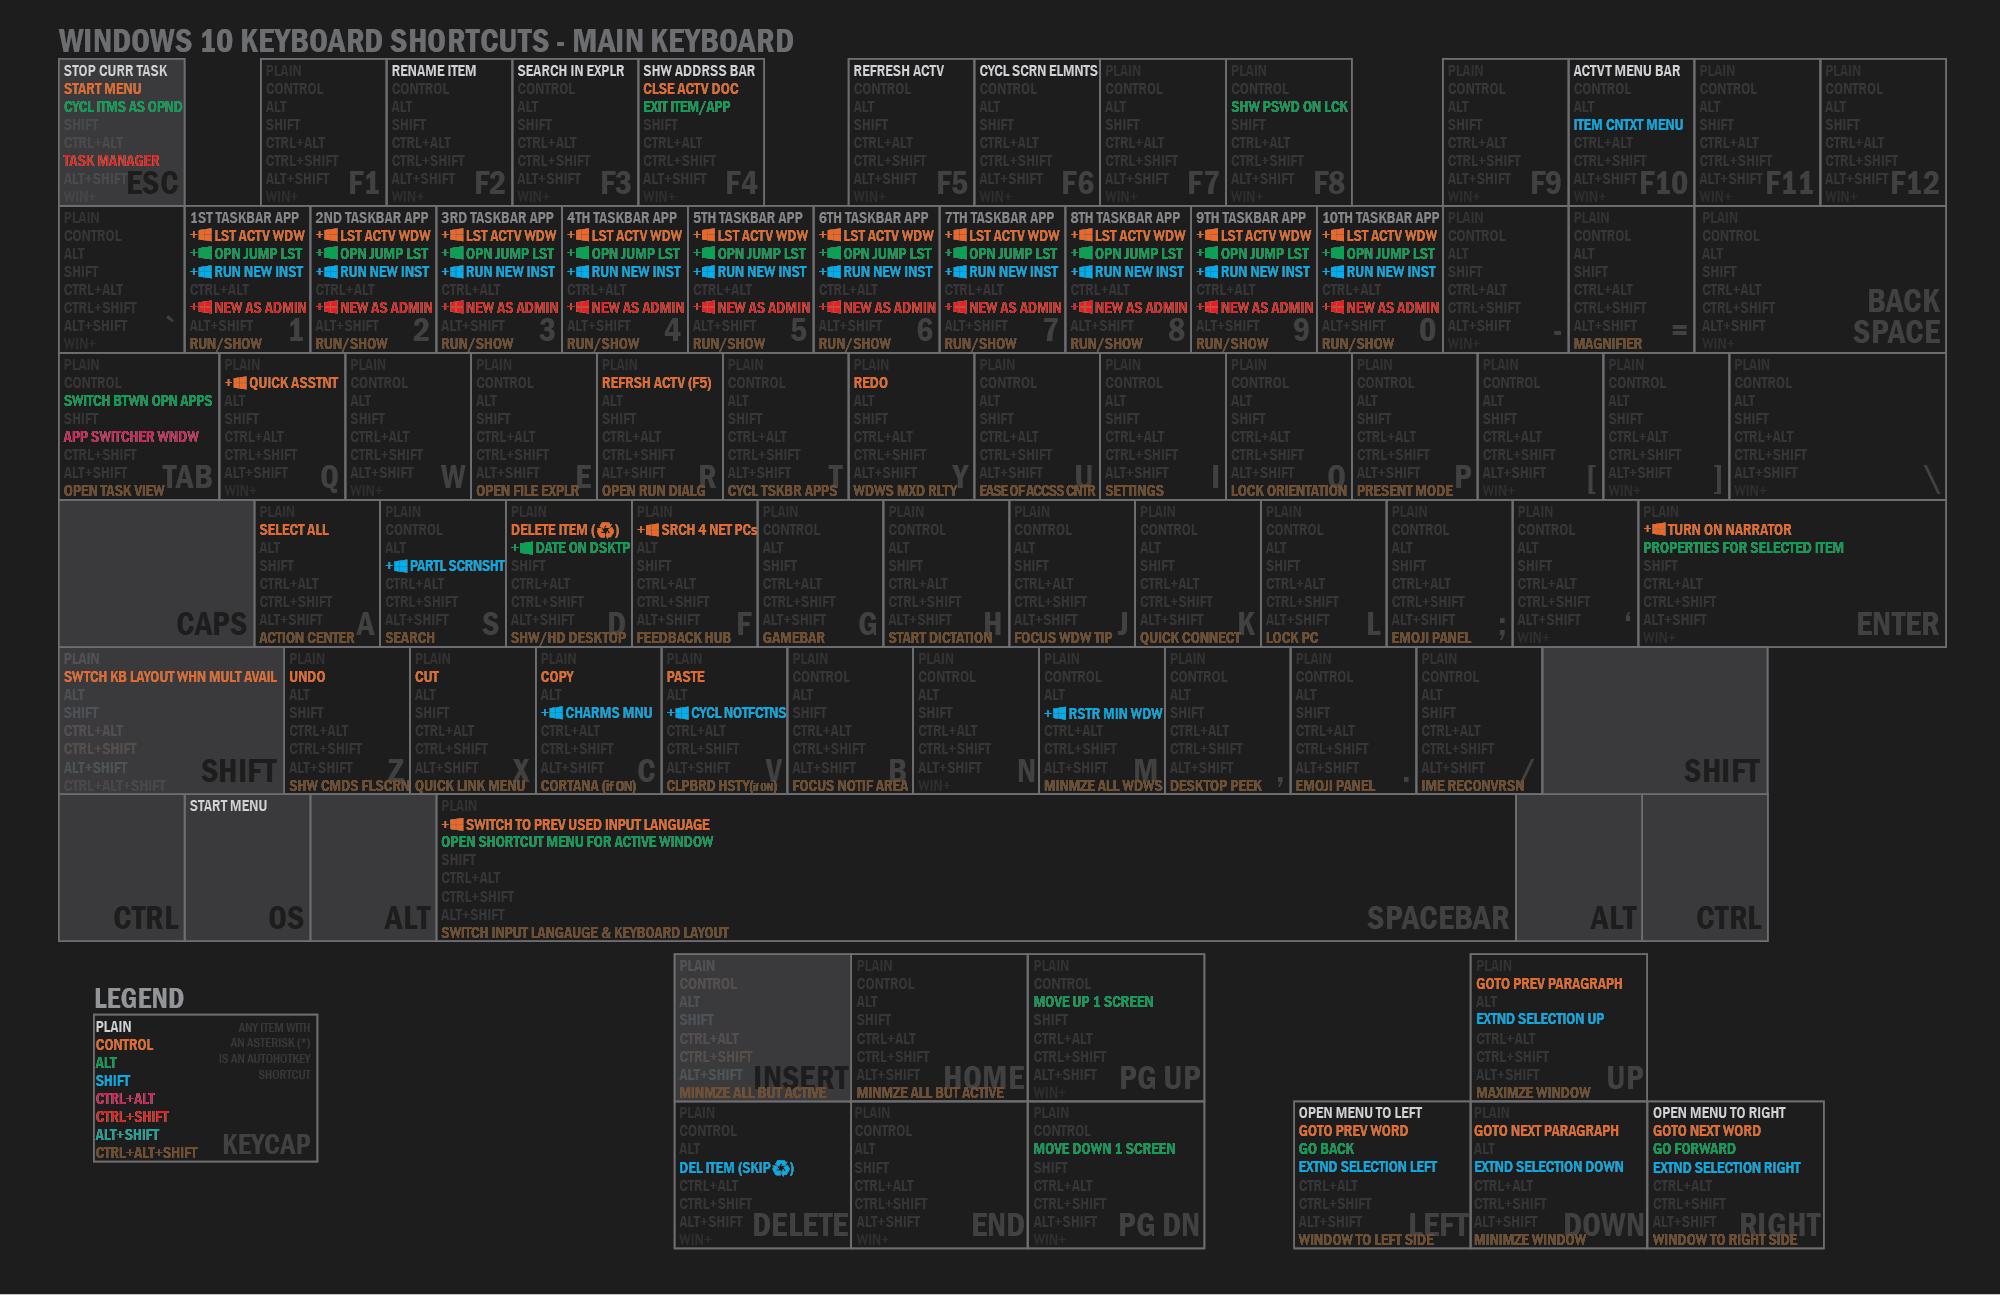 WINDOWS 10 KEYBOARD SHORTCUTS - MAIN KEYBOARD
STOP CURR TASK
START MENU
CYCL ITMS AS OPND
SHIFT
CTRL+ALT
TASK MANAGER
ALT+SHIFT
WIN+
ESC
PLAIN
CONTROL
ALT
SHIFT
CTRL+ALT
CTRL+SHIFT
ALT+SHIFT
WIN+
F1
RENAME ITEM
CONTROL
ALT
SHIFT
CTRL+ALT
CTRL+SHIFT
ALT+SHIFT
WIN+
F2
SEARCH IN EXPLR
CONTROL
ALT
SHIFT
CTRL+ALT
CTRL+SHIFT
ALT+SHIFT
WIN+
F3
SHW ADDRSS BAR
CLSE ACTV DOC
EXIT ITEM/APP
SHIFT
CTRL+ALT
CTRL+SHIFT
ALT+SHIFT
WIN+
F4
REFRESH ACTV
CONTROL
ALT
SHIFT
CTRL+ALT
CTRL+SHIFT
ALT+SHIFT
WIN+
F5
CYCL SCRN ELMNTS
CONTROL
ALT
SHIFT
CTRL+ALT
CTRL+SHIFT
ALT+SHIFT
WIN+
F6
PLAIN
CONTROL
ALT
SHIFT
CTRL+ALT
CTRL+SHIFT
ALT+SHIFT
WIN+
F7
PLAIN
CONTROL
SHW PSWD ON LCK
SHIFT
CTRL+ALT
CTRL+SHIFT
ALT+SHIFT
WIN+
F8
PLAIN
CONTROL
ALT
SHIFT
CTRL+ALT
CTRL+SHIFT
ALT+SHIFT
WIN+
F9
ACTVT MENU BAR
CONTROL
ALT
ITEM CNTXT MENU
CTRL+ALT
CTRL+SHIFT
ALT+SHIFT
WIN+
F10
PLAIN
CONTROL
ALT
SHIFT
CTRL+ALT
CTRL+SHIFT
ALT+SHIFT
WIN+
F11
PLAIN
CONTROL
ALT
SHIFT
CTRL+ALT
CTRL+SHIFT
ALT+SHIFT
WIN+
F12
PLAIN
CONTROL
ALT
SHIFT
CTRL+ALT
CTRL+SHIFT
ALT+SHIFT
WIN+
`
1ST TASKBAR APP
+ LST ACTV WDW
+ OPN JUMP LST
+ RUN NEW INST
CTRL+ALT
+ NEW AS ADMIN
ALT+SHIFT
RUN/SHOW
1
2ND TASKBAR APP
+ LST ACTV WDW
+ OPN JUMP LST
+ RUN NEW INST
CTRL+ALT
+ NEW AS ADMIN
ALT+SHIFT
RUN/SHOW
2
3RD TASKBAR APP
+ LST ACTV WDW
+ OPN JUMP LST
+ RUN NEW INST
CTRL+ALT
+ NEW AS ADMIN
ALT+SHIFT
RUN/SHOW
3
4TH TASKBAR APP
+ LST ACTV WDW
+ OPN JUMP LST
+ RUN NEW INST
CTRL+ALT
+ NEW AS ADMIN
ALT+SHIFT
RUN/SHOW
4
5TH TASKBAR APP
+ LST ACTV WDW
+ OPN JUMP LST
+ RUN NEW INST
CTRL+ALT
+ NEW AS ADMIN
ALT+SHIFT
RUN/SHOW
5
6TH TASKBAR APP
+ LST ACTV WDW
+ OPN JUMP LST
+ RUN NEW INST
CTRL+ALT
+ NEW AS ADMIN
ALT+SHIFT
RUN/SHOW
6
7TH TASKBAR APP
+ LST ACTV WDW
+ OPN JUMP LST
+ RUN NEW INST
CTRL+ALT
+ NEW AS ADMIN
ALT+SHIFT
RUN/SHOW
7
8TH TASKBAR APP
+ LST ACTV WDW
+ OPN JUMP LST
+ RUN NEW INST
CTRL+ALT
+ NEW AS ADMIN
ALT+SHIFT
RUN/SHOW
8
9TH TASKBAR APP
+ LST ACTV WDW
+ OPN JUMP LST
+ RUN NEW INST
CTRL+ALT
+ NEW AS ADMIN
ALT+SHIFT
RUN/SHOW
9
10TH TASKBAR APP
+ LST ACTV WDW
+ OPN JUMP LST
+ RUN NEW INST
CTRL+ALT
+ NEW AS ADMIN
ALT+SHIFT
RUN/SHOW
0
PLAIN
CONTROL
ALT
SHIFT
CTRL+ALT
CTRL+SHIFT
ALT+SHIFT
WIN+
-
PLAIN
CONTROL
ALT
SHIFT
CTRL+ALT
CTRL+SHIFT
ALT+SHIFT
MAGNIFIER
=
PLAIN
CONTROL
ALT
SHIFT
CTRL+ALT
CTRL+SHIFT
ALT+SHIFT
WIN+
BACK
SPACE
PLAIN
CONTROL
SWITCH BTWN OPN APPS
SHIFT
APP SWITCHER WNDW
CTRL+SHIFT
ALT+SHIFT
OPEN TASK VIEW
TAB
PLAIN
+ QUICK ASSTNT
ALT
SHIFT
CTRL+ALT
CTRL+SHIFT
ALT+SHIFT
WIN+
Q
PLAIN
CONTROL
ALT
SHIFT
CTRL+ALT
CTRL+SHIFT
ALT+SHIFT
WIN+
W
PLAIN
CONTROL
ALT
SHIFT
CTRL+ALT
CTRL+SHIFT
ALT+SHIFT
OPEN FILE EXPLR
E
PLAIN
REFRSH ACTV (F5)
ALT
SHIFT
CTRL+ALT
CTRL+SHIFT
ALT+SHIFT
OPEN RUN DIALG
R
PLAIN
CONTROL
ALT
SHIFT
CTRL+ALT
CTRL+SHIFT
ALT+SHIFT
CYCL TSKBR APPS
T
PLAIN
REDO
ALT
SHIFT
CTRL+ALT
CTRL+SHIFT
ALT+SHIFT
WDWS MXD RLTY
Y
PLAIN
CONTROL
ALT
SHIFT
CTRL+ALT
CTRL+SHIFT
ALT+SHIFT
EASE OF ACCSS CNTR
U
PLAIN
CONTROL
ALT
SHIFT
CTRL+ALT
CTRL+SHIFT
ALT+SHIFT
SETTINGS
I
PLAIN
CONTROL
ALT
SHIFT
CTRL+ALT
CTRL+SHIFT
ALT+SHIFT
LOCK ORIENTATION
O
PLAIN
CONTROL
ALT
SHIFT
CTRL+ALT
CTRL+SHIFT
ALT+SHIFT
PRESENT MODE
P
PLAIN
CONTROL
ALT
SHIFT
CTRL+ALT
CTRL+SHIFT
ALT+SHIFT
WIN+
[
PLAIN
CONTROL
ALT
SHIFT
CTRL+ALT
CTRL+SHIFT
ALT+SHIFT
WIN+
]
PLAIN
CONTROL
ALT
SHIFT
CTRL+ALT
CTRL+SHIFT
ALT+SHIFT
WIN+
\
CAPS
PLAIN
SELECT ALL
ALT
SHIFT
CTRL+ALT
CTRL+SHIFT
ALT+SHIFT
ACTION CENTER
A
PLAIN
CONTROL
ALT
+ PARTL SCRNSHT
CTRL+ALT
CTRL+SHIFT
ALT+SHIFT
SEARCH
S
PLAIN
DELETE ITEM (♻)
+ DATE ON DSKTP
SHIFT
CTRL+ALT
CTRL+SHIFT
ALT+SHIFT
SHW/HD DESKTOP
D
PLAIN
+ SRCH 4 NET PCs
ALT
SHIFT
CTRL+ALT
CTRL+SHIFT
ALT+SHIFT
FEEDBACK HUB
F
PLAIN
CONTROL
ALT
SHIFT
CTRL+ALT
CTRL+SHIFT
ALT+SHIFT
GAMEBAR
G
PLAIN
CONTROL
ALT
SHIFT
CTRL+ALT
CTRL+SHIFT
ALT+SHIFT
START DICTATION
H
PLAIN
CONTROL
ALT
SHIFT
CTRL+ALT
CTRL+SHIFT
ALT+SHIFT
FOCUS WDW TIP
J
PLAIN
CONTROL
ALT
SHIFT
CTRL+ALT
CTRL+SHIFT
ALT+SHIFT
QUICK CONNECT
K
PLAIN
CONTROL
ALT
SHIFT
CTRL+ALT
CTRL+SHIFT
ALT+SHIFT
LOCK PC
L
PLAIN
CONTROL
ALT
SHIFT
CTRL+ALT
CTRL+SHIFT
ALT+SHIFT
EMOJI PANEL
;
PLAIN
CONTROL
ALT
SHIFT
CTRL+ALT
CTRL+SHIFT
ALT+SHIFT
WIN+
‘
PLAIN
+ TURN ON NARRATOR
PROPERTIES FOR SELECTED ITEM
SHIFT
CTRL+ALT
CTRL+SHIFT
ALT+SHIFT
WIN+
ENTER
PLAIN
SWTCH KB LAYOUT WHN MULT AVAIL
ALT
SHIFT
CTRL+ALT
CTRL+SHIFT
ALT+SHIFT
CTRL+ALT+SHIFT
SHIFT
PLAIN
UNDO
ALT
SHIFT
CTRL+ALT
CTRL+SHIFT
ALT+SHIFT
SHW CMDS FLSCRN
Z
PLAIN
CUT
ALT
SHIFT
CTRL+ALT
CTRL+SHIFT
ALT+SHIFT
QUICK LINK MENU
X
PLAIN
COPY
ALT
+ CHARMS MNU
CTRL+ALT
CTRL+SHIFT
ALT+SHIFT
CORTANA (if ON)
C
PLAIN
PASTE
ALT
+ CYCL NOTFCTNS
CTRL+ALT
CTRL+SHIFT
ALT+SHIFT
CLPBRD HSTY(if ON)
V
PLAIN
CONTROL
ALT
SHIFT
CTRL+ALT
CTRL+SHIFT
ALT+SHIFT
FOCUS NOTIF AREA
B
PLAIN
CONTROL
ALT
SHIFT
CTRL+ALT
CTRL+SHIFT
ALT+SHIFT
WIN+
N
PLAIN
CONTROL
ALT
+ RSTR MIN WDW
CTRL+ALT
CTRL+SHIFT
ALT+SHIFT
MINMZE ALL WDWS
M
PLAIN
CONTROL
ALT
SHIFT
CTRL+ALT
CTRL+SHIFT
ALT+SHIFT
DESKTOP PEEK
,
PLAIN
CONTROL
ALT
SHIFT
CTRL+ALT
CTRL+SHIFT
ALT+SHIFT
EMOJI PANEL
.
PLAIN
CONTROL
ALT
SHIFT
CTRL+ALT
CTRL+SHIFT
ALT+SHIFT
IME RECONVRSN
/
SHIFT
CTRL
START MENU
OS
ALT
PLAIN
+ SWITCH TO PREV USED INPUT LANGUAGE
OPEN SHORTCUT MENU FOR ACTIVE WINDOW
SHIFT
CTRL+ALT
CTRL+SHIFT
ALT+SHIFT
SWITCH INPUT LANGAUGE & KEYBOARD LAYOUT
SPACEBAR
ALT
CTRL
LEGEND
PLAIN
CONTROL
ALT
SHIFT
CTRL+ALT
CTRL+SHIFT
ALT+SHIFT
CTRL+ALT+SHIFT
ANY ITEM WITH
AN ASTERISK (*)
IS AN AUTOHOTKEY
SHORTCUT
KEYCAP
PLAIN
CONTROL
ALT
SHIFT
CTRL+ALT
CTRL+SHIFT
ALT+SHIFT
MINMZE ALL BUT ACTIVE
INSERT
PLAIN
CONTROL
ALT
SHIFT
CTRL+ALT
CTRL+SHIFT
ALT+SHIFT
MINMZE ALL BUT ACTIVE
HOME
PLAIN
CONTROL
MOVE UP 1 SCREEN
SHIFT
CTRL+ALT
CTRL+SHIFT
ALT+SHIFT
WIN+
PG UP
PLAIN
GOTO PREV PARAGRAPH
ALT
EXTND SELECTION UP
CTRL+ALT
CTRL+SHIFT
ALT+SHIFT
MAXIMZE WINDOW
UP
PLAIN
CONTROL
ALT
DEL ITEM (SKIP♻)
CTRL+ALT
CTRL+SHIFT
ALT+SHIFT
WIN+
DELETE
PLAIN
CONTROL
ALT
SHIFT
CTRL+ALT
CTRL+SHIFT
ALT+SHIFT
WIN+
END
PLAIN
CONTROL
MOVE DOWN 1 SCREEN
SHIFT
CTRL+ALT
CTRL+SHIFT
ALT+SHIFT
WIN+
PG DN
OPEN MENU TO LEFT
GOTO PREV WORD
GO BACK
EXTND SELECTION LEFT
CTRL+ALT
CTRL+SHIFT
ALT+SHIFT
WINDOW TO LEFT SIDE
LEFT
PLAIN
GOTO NEXT PARAGRAPH
ALT
EXTND SELECTION DOWN
CTRL+ALT
CTRL+SHIFT
ALT+SHIFT
MINIMZE WINDOW
DOWN
OPEN MENU TO RIGHT
GOTO NEXT WORD
GO FORWARD
EXTND SELECTION RIGHT
CTRL+ALT
CTRL+SHIFT
ALT+SHIFT
WINDOW TO RIGHT SIDE
RIGHT